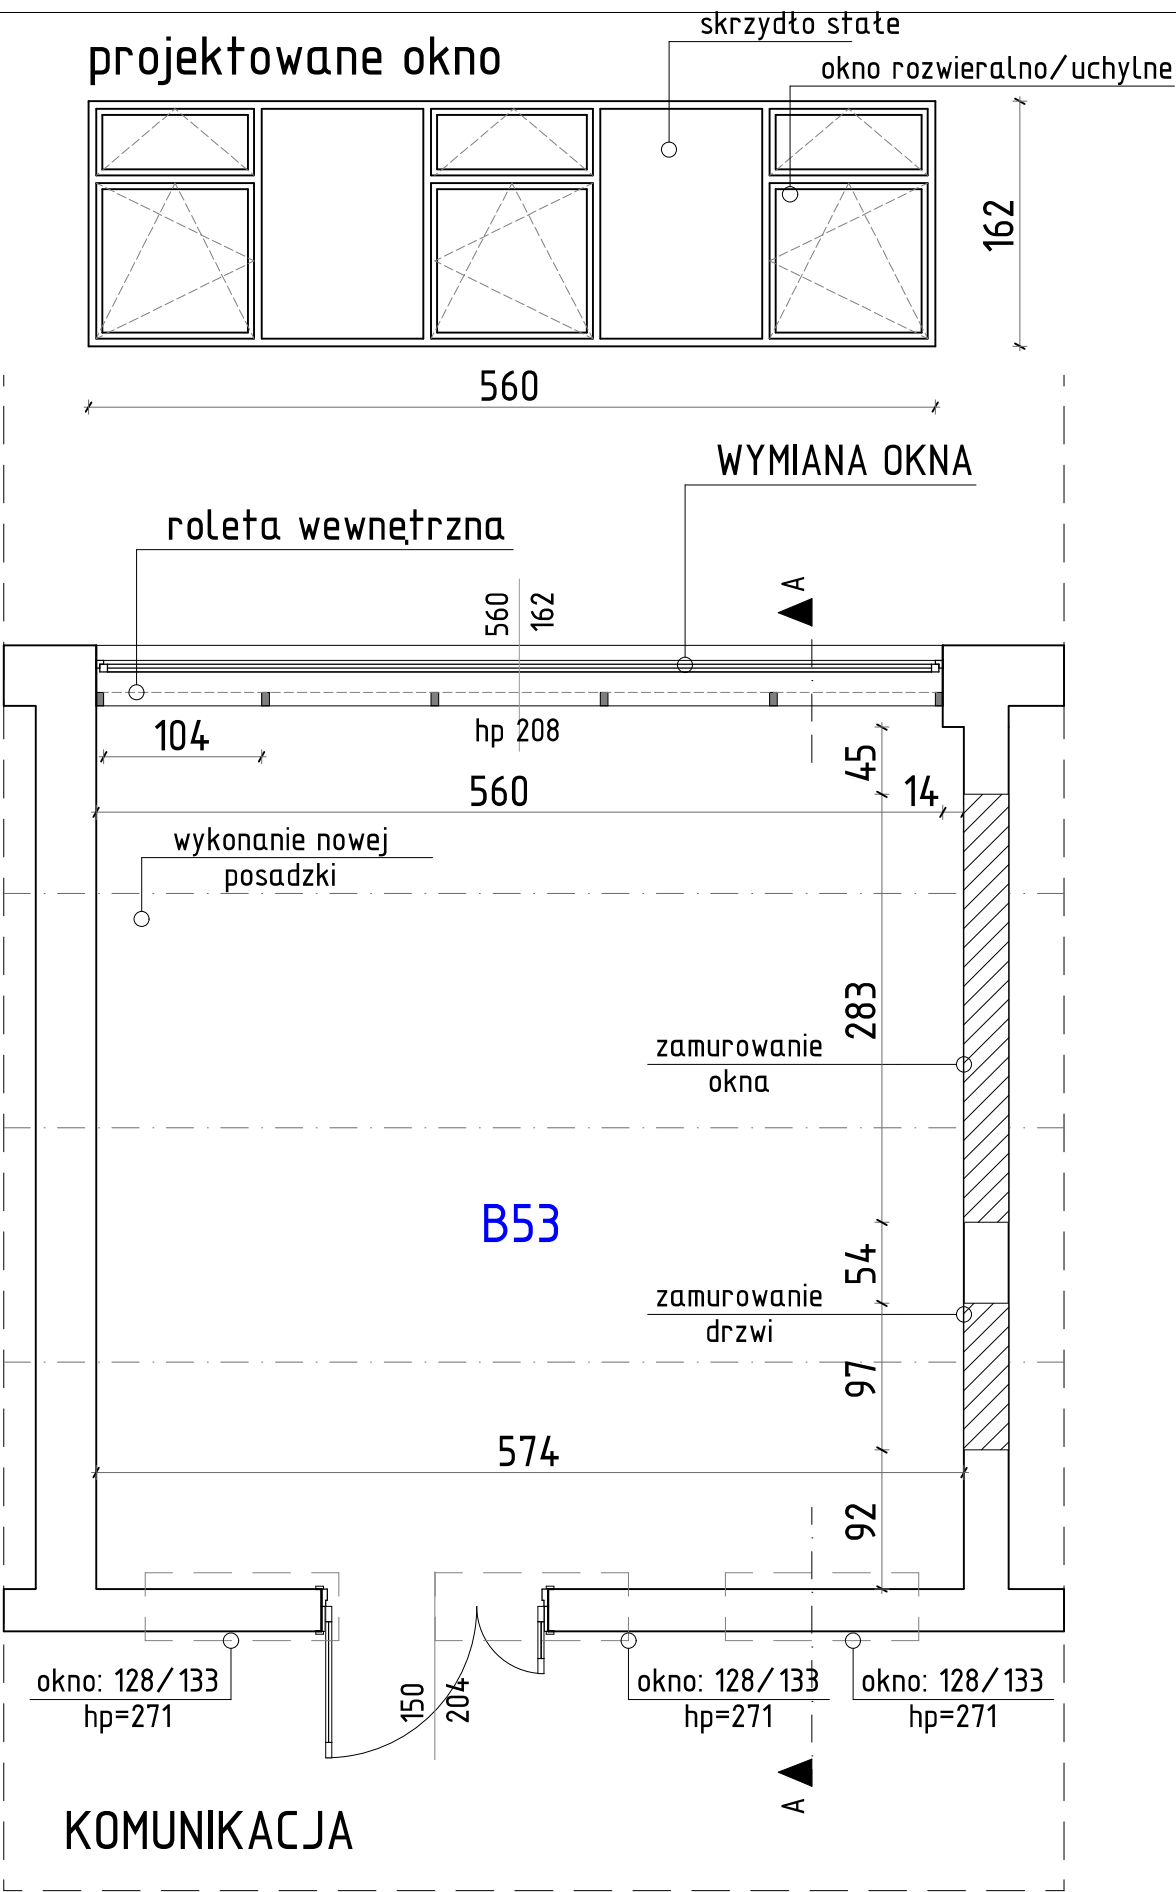 skrzydło stałe
projektowane okno
okno rozwieralno/uchylne
162
560
WYMIANA OKNA
roleta wewnętrzna
A
560
162
hp 208
104
45
560
14
wykonanie nowej
posadzki
283
zamurowanie
okna
B53
54
zamurowanie
drzwi
97
574
92
okno: 128/133
hp=271
150
204
okno: 128/133
hp=271
okno: 128/133
hp=271
A
KOMUNIKACJA